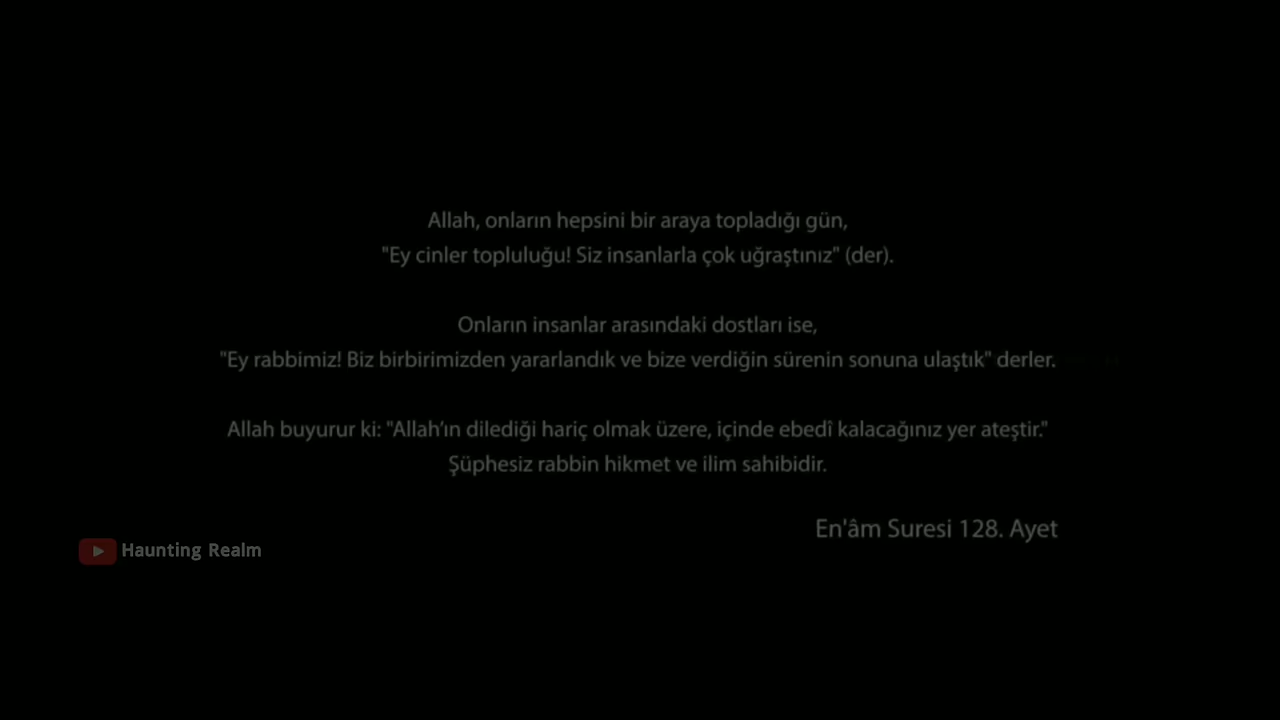 Allah, onların hepsini bir araya topladığı gün,
"Ey cinler topluluğu! Siz insanlarla çok uğraştınız" (der).
Onların insanlar arasındaki dostları ise,
"Ey rabbimiz! Biz birbirimizden yararlandık ve bize verdiğin sürenin sonuna ulaştık" derler.
Allah buyurur ki: "Allah’ın dilediği hariç olmak üzere, içinde ebedî kalacağınız yer ateştir."
Şüphesiz rabbin hikmet ve ilim sahibidir.
En'âm Suresi 128. Ayet
Haunting Realm